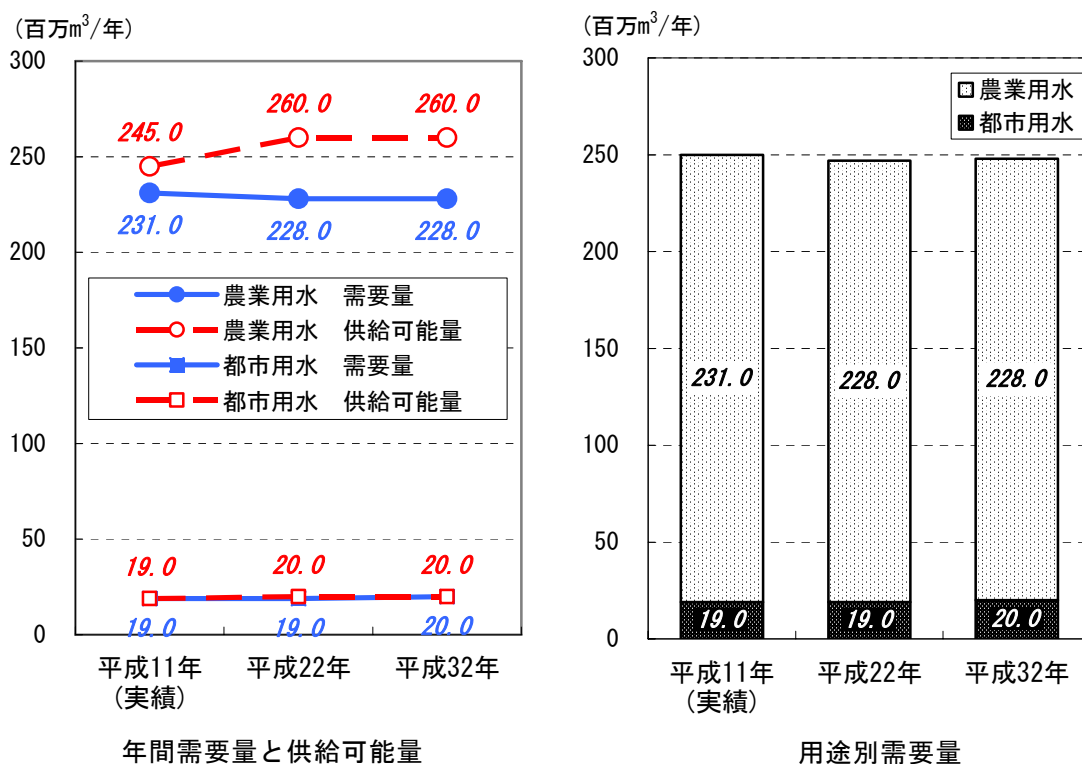 (百万m³/年)
300
250
200
150
100
50
0
245.0
260.0
260.0
231.0
228.0
228.0
農業用水 需要量
農業用水 供給可能量
都市用水 需要量
都市用水 供給可能量
19.0
20.0
20.0
19.0
19.0
20.0
平成11年
(実績)
平成22年
平成32年
年間需要量と供給可能量
(百万m³/年)
300
250
200
150
100
50
0
農業用水
都市用水
231.0
228.0
228.0
19.0
19.0
20.0
平成11年
(実績)
平成22年
平成32年
用途別需要量